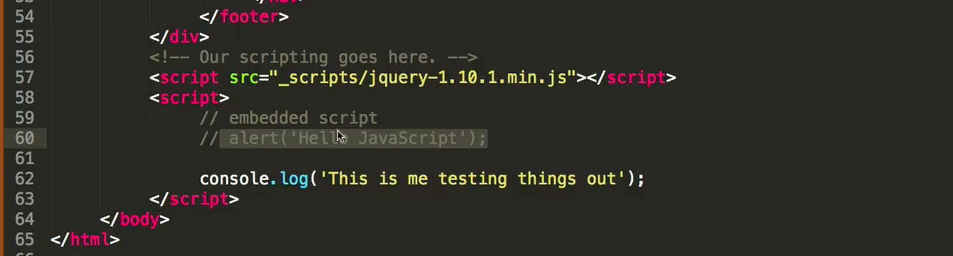 53 </div>
54 </footer>
55 </div>
56 <!-- Our scripting goes here. -->
57 <script src="_scripts/jquery-1.10.1.min.js"></script>
58 <script>
59 // embedded script
60 // alert('Hello JavaScript');
61
62 console.log('This is me testing things out');
63 </script>
64 </body>
65 </html>